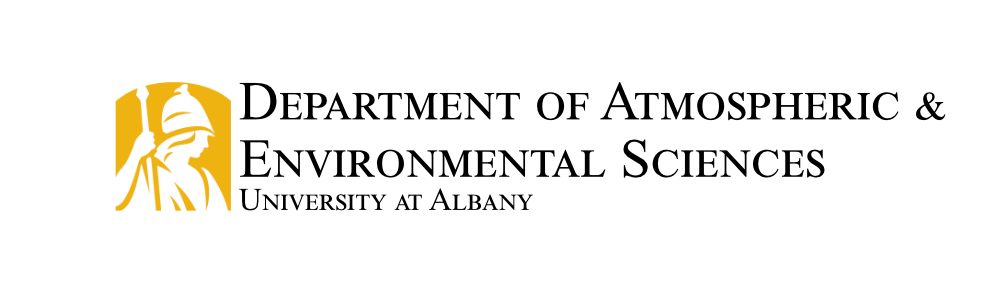 Department of Atmospheric &
Environmental Sciences
University at Albany